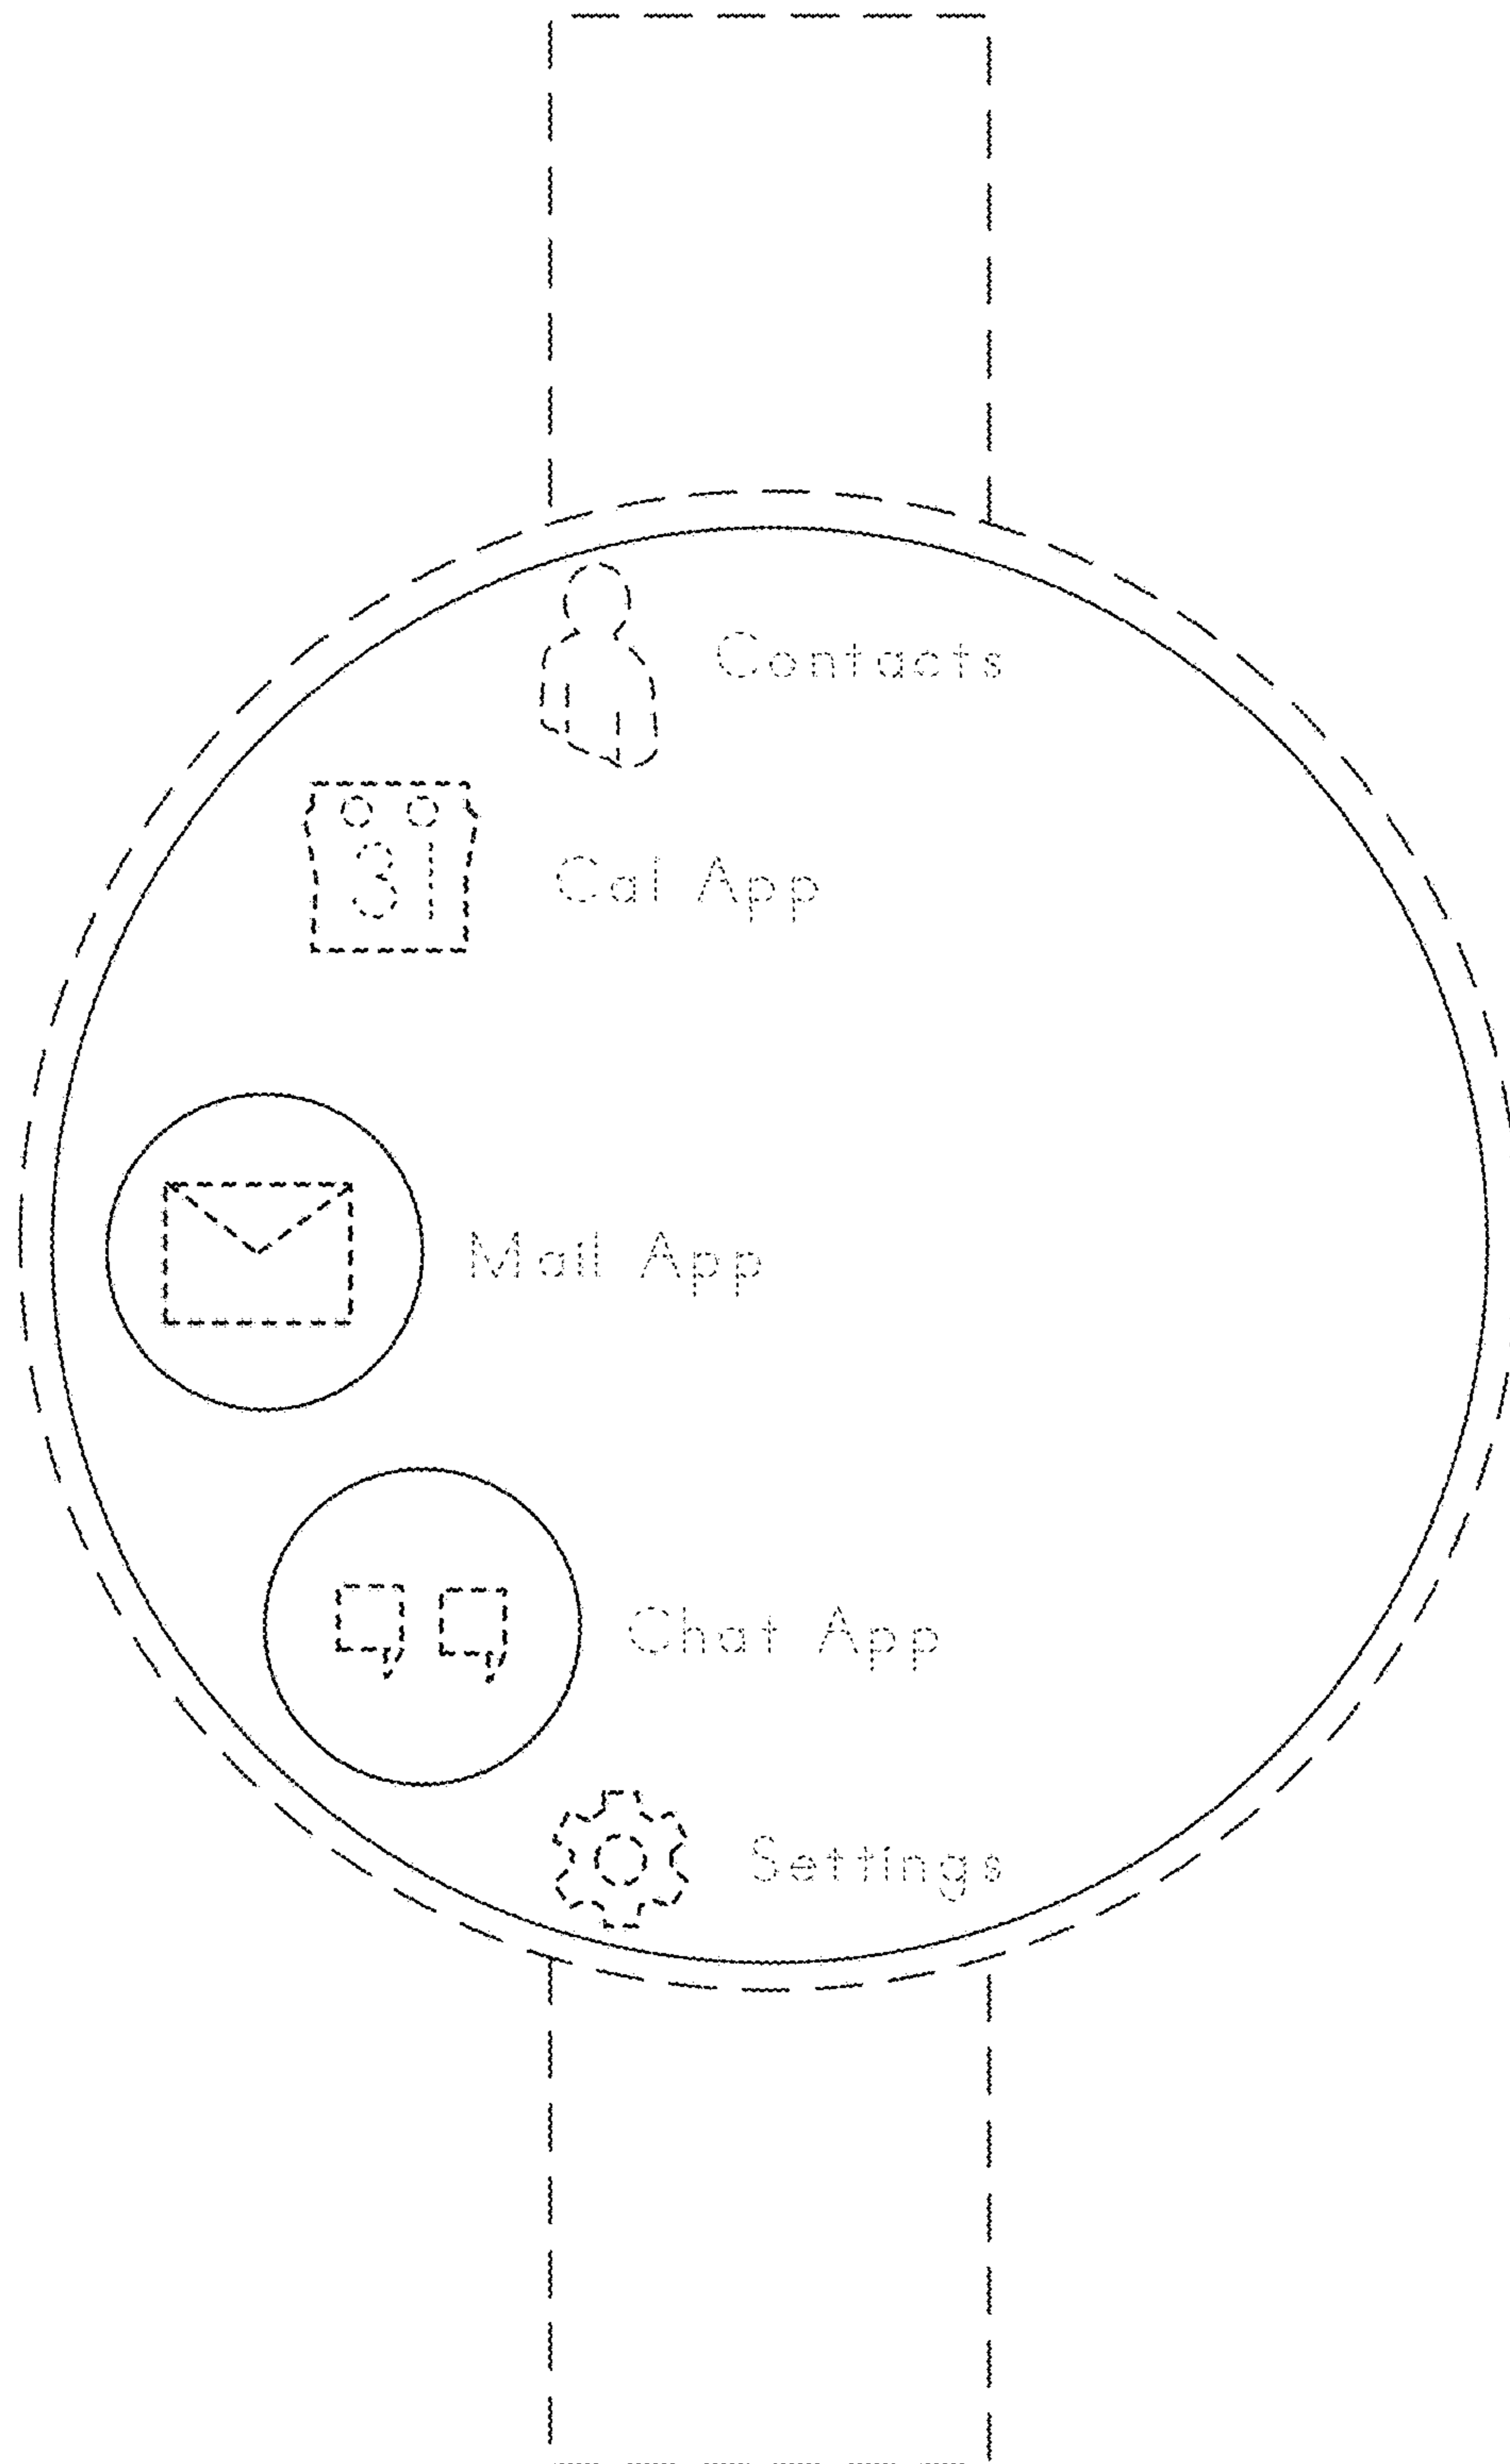 Contacts
31
Cal App
Mail App
Chat App
Settings